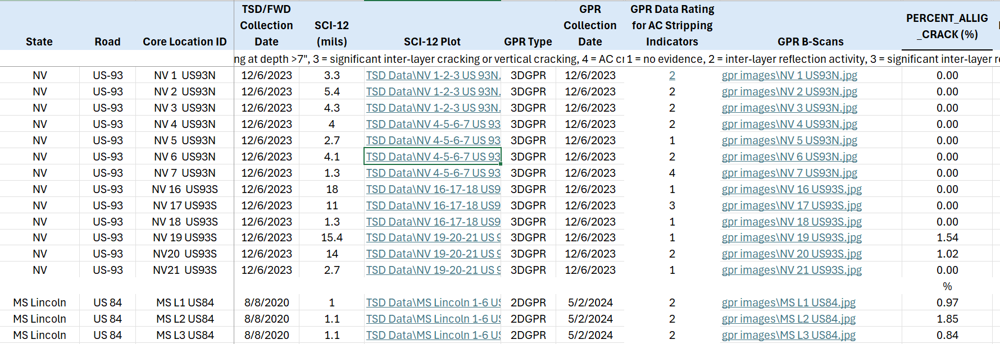 State Road Core Location ID TSD/FWD Collection Date SCI-12 (mils) SCI-12 Plot GPR Type GPR Collection Date GPR Data Rating for AC Stripping Indicators GPR B-Scans PERCENT_ALLIG_CRACK (%)
ng at depth >7", 3 = significant inter-layer cracking or vertical cracking, 4 = AC cr 1 = no evidence, 2 = inter-layer reflection activity, 3 = significant inter-layer re
NV US-93 NV 1 US93N 12/6/2023 3.3 TSD Data\NV 1-2-3 US 93N. 3DGPR 12/6/2023 2 gpr images\NV 1 US93N.jpg 0.00
NV US-93 NV 2 US93N 12/6/2023 5.4 TSD Data\NV 1-2-3 US 93N. 3DGPR 12/6/2023 2 gpr images\NV 2 US93N.jpg 0.00
NV US-93 NV 3 US93N 12/6/2023 4.3 TSD Data\NV 1-2-3 US 93N. 3DGPR 12/6/2023 2 gpr images\NV 3 US93N.jpg 0.00
NV US-93 NV 4 US93N 12/6/2023 4 TSD Data\NV 4-5-6-7 US 93 3DGPR 12/6/2023 2 gpr images\NV 4 US93N.jpg 0.00
NV US-93 NV 5 US93N 12/6/2023 2.7 TSD Data\NV 4-5-6-7 US 93 3DGPR 12/6/2023 1 gpr images\NV 5 US93N.jpg 0.00
NV US-93 NV 6 US93N 12/6/2023 4.1 TSD Data\NV 4-5-6-7 US 93 3DGPR 12/6/2023 2 gpr images\NV 6 US93N.jpg 0.00
NV US-93 NV 7 US93N 12/6/2023 1.3 TSD Data\NV 4-5-6-7 US 93 3DGPR 12/6/2023 4 gpr images\NV 7 US93N.jpg 0.00
NV US-93 NV 16 US93S 12/6/2023 18 TSD Data\NV 16-17-18 US9 3DGPR 12/6/2023 1 gpr images\NV 16 US93S.jpg 0.00
NV US-93 NV 17 US93S 12/6/2023 11 TSD Data\NV 16-17-18 US9 3DGPR 12/6/2023 3 gpr images\NV 17 US93S.jpg 0.00
NV US-93 NV 18 US93S 12/6/2023 1.3 TSD Data\NV 16-17-18 US9 3DGPR 12/6/2023 1 gpr images\NV 18 US93S.jpg 0.00
NV US-93 NV 19 US93S 12/6/2023 15.4 TSD Data\NV 19-20-21 US 9 3DGPR 12/6/2023 1 gpr images\NV 19 US93S.jpg 1.54
NV US-93 NV20 US93S 12/6/2023 14 TSD Data\NV 19-20-21 US 9 3DGPR 12/6/2023 2 gpr images\NV 20 US93S.jpg 1.02
NV US-93 NV21 US93S 12/6/2023 2.7 TSD Data\NV 19-20-21 US 9 3DGPR 12/6/2023 1 gpr images\NV 21 US93S.jpg 0.00
%
MS Lincoln US 84 MS L1 US84 8/8/2020 1 TSD Data\MS Lincoln 1-6 US 2DGPR 5/2/2024 2 gpr images\MS L1 US84.jpg 0.97
MS Lincoln US 84 MS L2 US84 8/8/2020 1.1 TSD Data\MS Lincoln 1-6 US 2DGPR 5/2/2024 2 gpr images\MS L2 US84.jpg 1.85
MS Lincoln US 84 MS L3 US84 8/8/2020 1.1 TSD Data\MS Lincoln 1-6 US 2DGPR 5/2/2024 2 gpr images\MS L3 US84.jpg 0.84